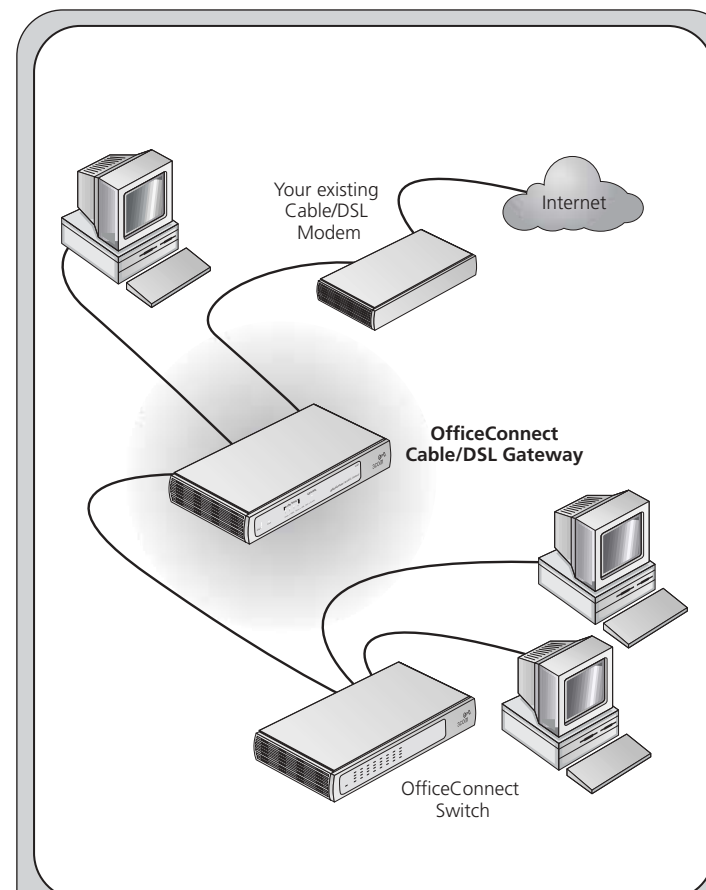 Your existing
Cable/DSL
Modem
Internet
OfficeConnect
Cable/DSL Gateway
OfficeConnect
Switch